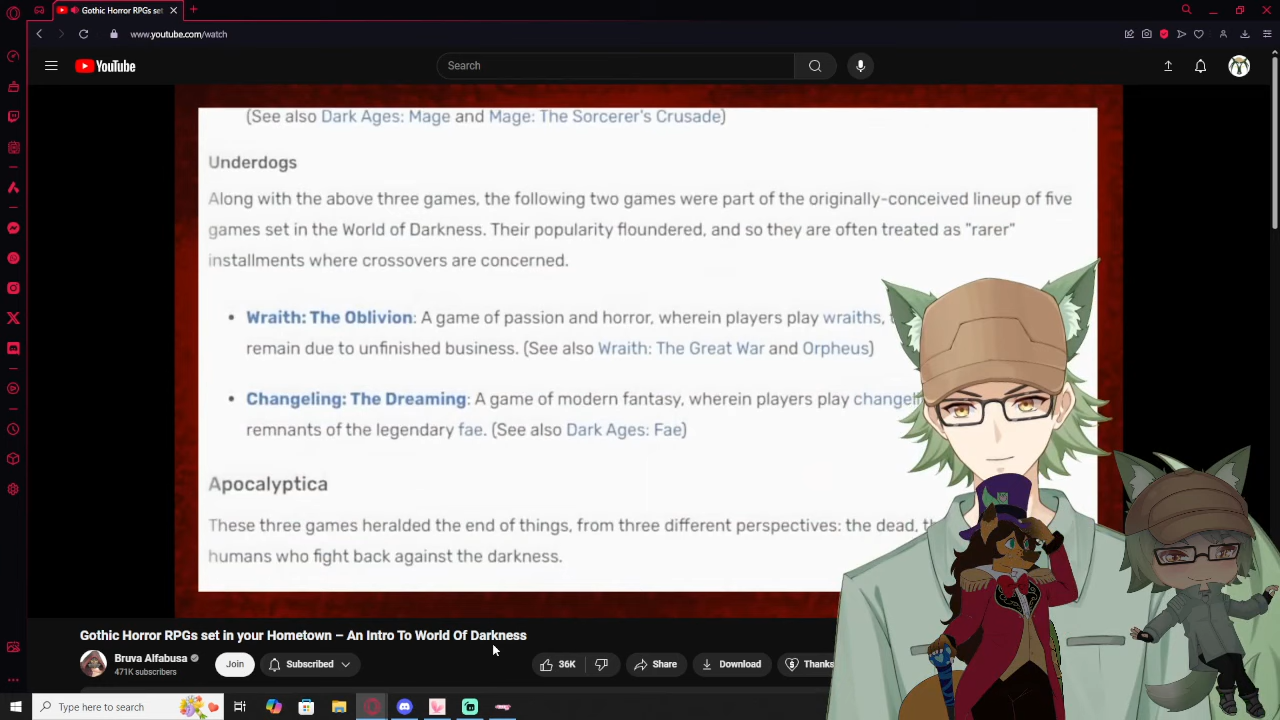 Gothic Horror RPGs set
www.youtube.com/watch
YouTube
Search
(See also Dark Ages: Mage and Mage: The Sorcerer's Crusade)
Underdogs
Along with the above three games, the following two games were part of the originally-conceived lineup of five
games set in the World of Darkness. Their popularity floundered, and so they are often treated as "rarer"
installments where crossovers are concerned.
• Wraith: The Oblivion: A game of passion and horror, wherein players play wraiths,
remain due to unfinished business. (See also Wraith: The Great War and Orpheus)
• Changeling: The Dreaming: A game of modern fantasy, wherein players play
remnants of the legendary fae. (See also Dark Ages: Fae)
Apocalyptica
These three games heralded the end of things, from three different perspectives: the dead,
humans who fight back against the darkness.
Gothic Horror RPGs set in your Hometown – An Intro To World Of Darkness
Bruva Alfabusa
471K subscribers
Join
Subscribed
36K
Share
Download
Thanks
Type here to search